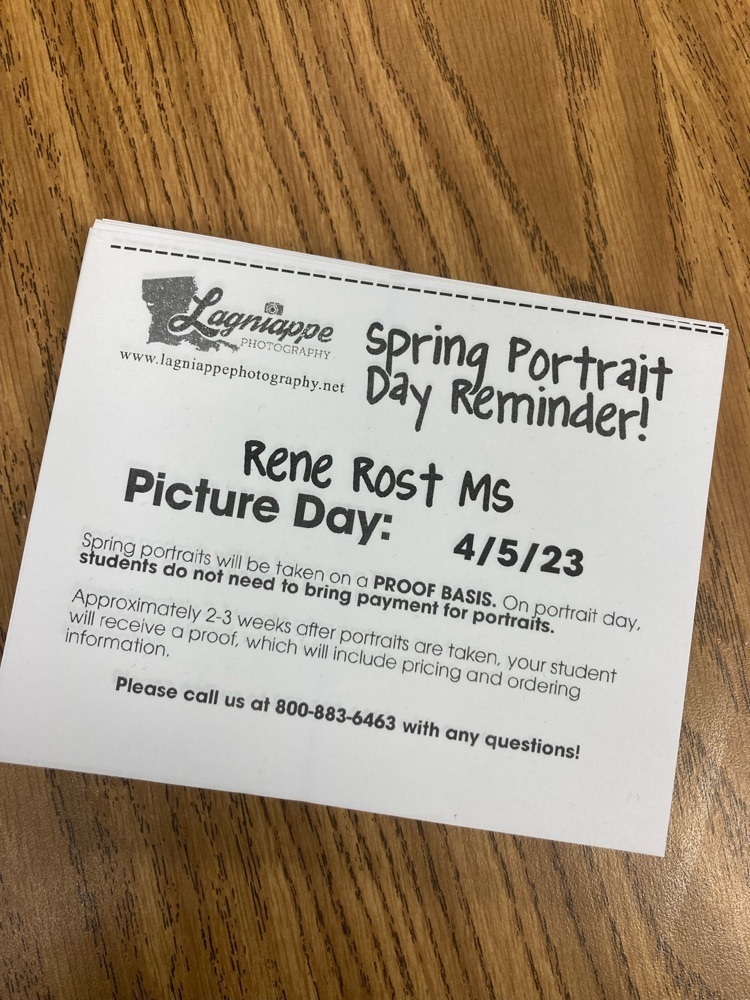 Lagniappe
PHOTOGRAPHY
www.lagniappephotography.net
Spring Portrait
Day Reminder!
Rene Rost MS
Picture Day: 4/5/23
Spring portraits will be taken on a PROOF BASIS. On portrait day,
students do not need to bring payment for portraits.
Approximately 2-3 weeks after portraits are taken, your student
will receive a proof, which will include pricing and ordering
information.
Please call us at 800-883-6463 with any questions!